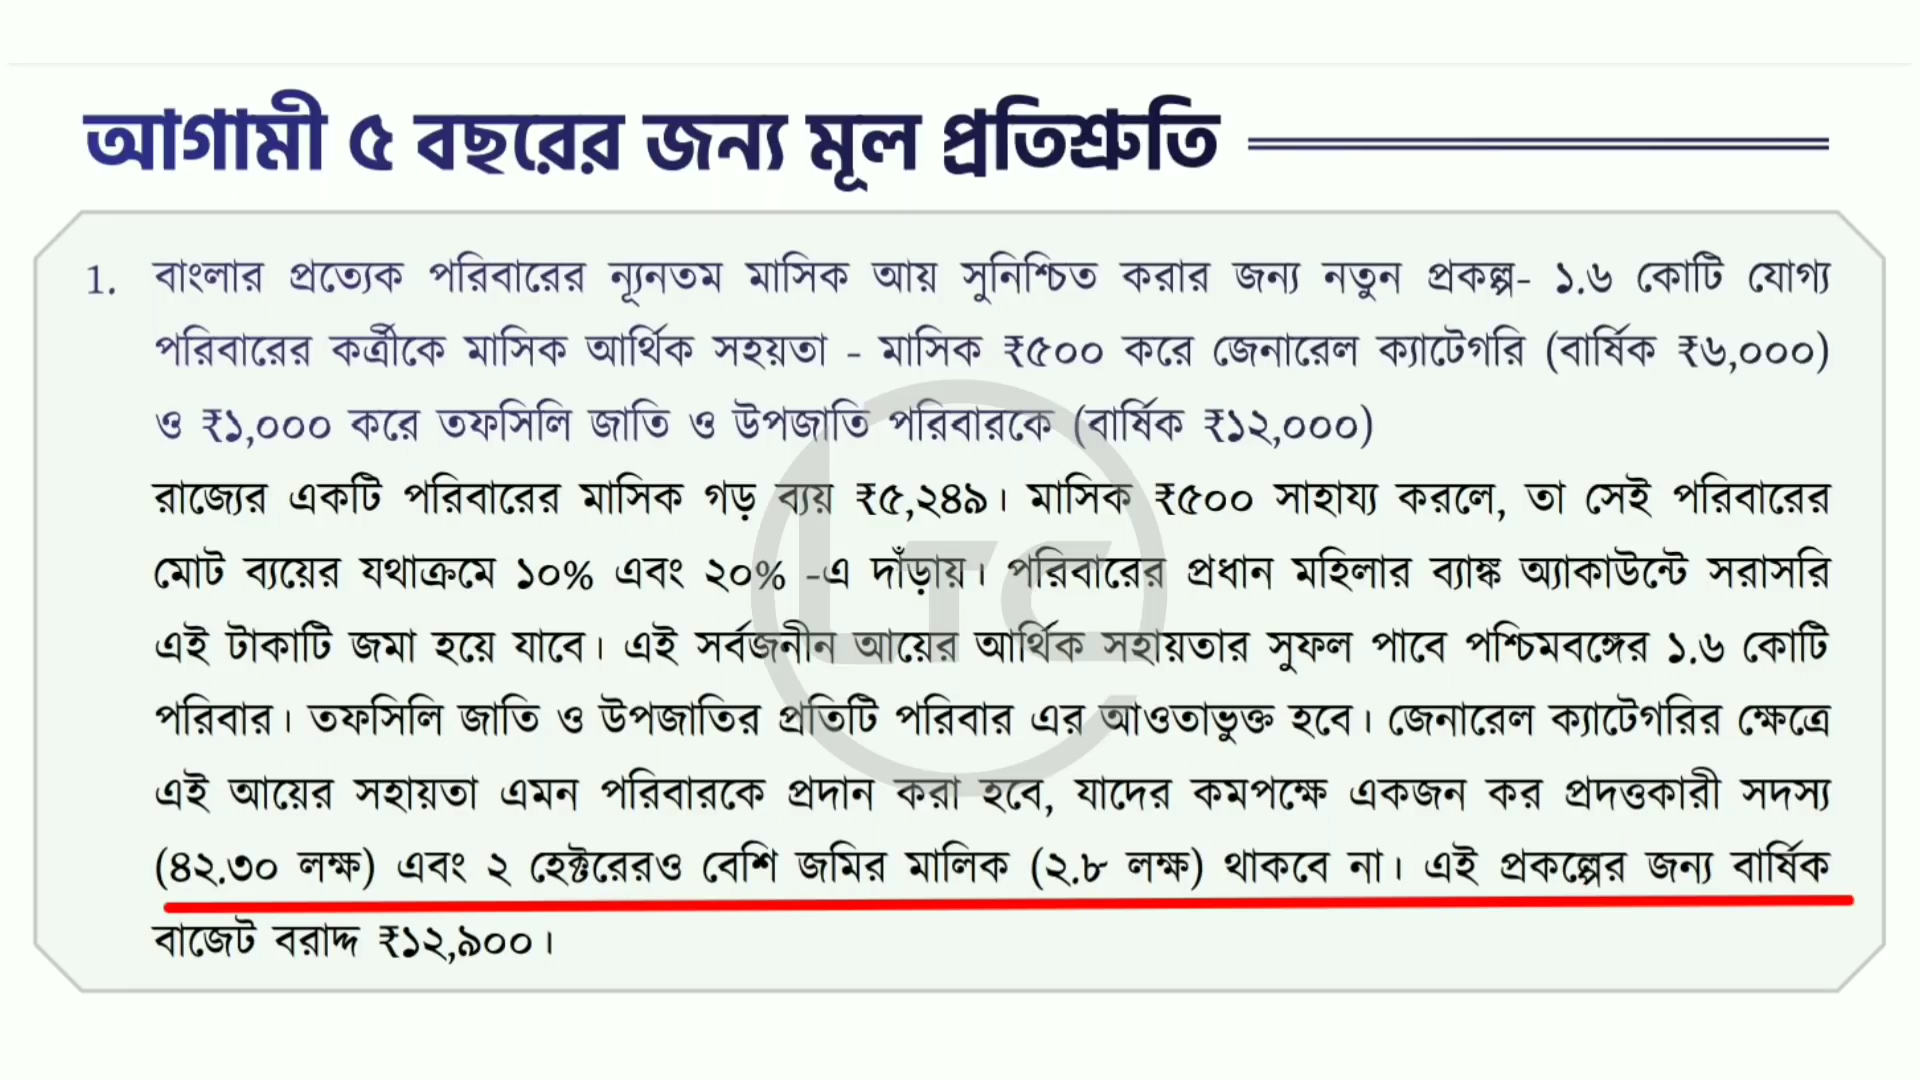 আগামী ৫ বছরের জন্য মূল প্রতিশ্রুতি
1. বাংলার প্রত্যেক পরিবারের ন্যূনতম মাসিক আয় সুনিশ্চিত করার জন্য নতুন প্রকল্প- ১.৬ কোটি যোগ্য
পরিবারের কর্ত্রীকে মাসিক আর্থিক সহয়তা - মাসিক ₹৫০০ করে জেনারেল ক্যাটেগরি (বার্ষিক ₹৬,০০০)
ও ₹১,০০০ করে তফসিলি জাতি ও উপজাতি পরিবারকে (বার্ষিক ₹১২,০০০)
রাজ্যের একটি পরিবারের মাসিক গড় ব্যয় ₹৫,২৪৯। মাসিক ₹৫০০ সাহায্য করলে, তা সেই পরিবারের
মোট ব্যয়ের যথাক্রমে ১০% এবং ২০% -এ দাঁড়ায়। পরিবারের প্রধান মহিলার ব্যাঙ্ক অ্যাকাউন্টে সরাসরি
এই টাকাটি জমা হয়ে যাবে। এই সর্বজনীন আয়ের আর্থিক সহায়তার সুফল পাবে পশ্চিমবঙ্গের ১.৬ কোটি
পরিবার। তফসিলি জাতি ও উপজাতির প্রতিটি পরিবার এর আওতাভুক্ত হবে। জেনারেল ক্যাটেগরির ক্ষেত্রে
এই আয়ের সহায়তা এমন পরিবারকে প্রদান করা হবে, যাদের কমপক্ষে একজন কর প্রদত্তকারী সদস্য
(৪২.৩০ লক্ষ) এবং ২ হেক্টরেরও বেশি জমির মালিক (২.৮ লক্ষ) থাকবে না। এই প্রকল্পের জন্য বার্ষিক
বাজেট বরাদ্দ ₹১২,৯০০।
LTC